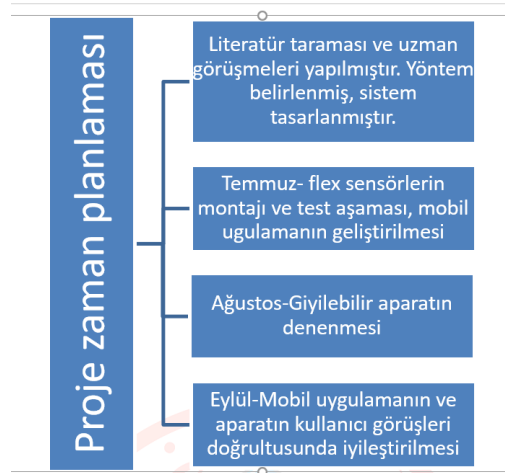 Proje zaman planlaması
Literatür taraması ve uzman
görüşmeleri yapılmıştır. Yöntem
belirlenmiş, sistem
tasarlanmıştır.
Temmuz- flex sensörlerin
montajı ve test aşaması, mobil
ugulamanın geliştirilmesi
Ağustos-Giyilebilir aparatın
denenmesi
Eylül-Mobil uygulamanın ve
aparatın kullanıcı görüşleri
doğrultusunda iyileştirilmesi